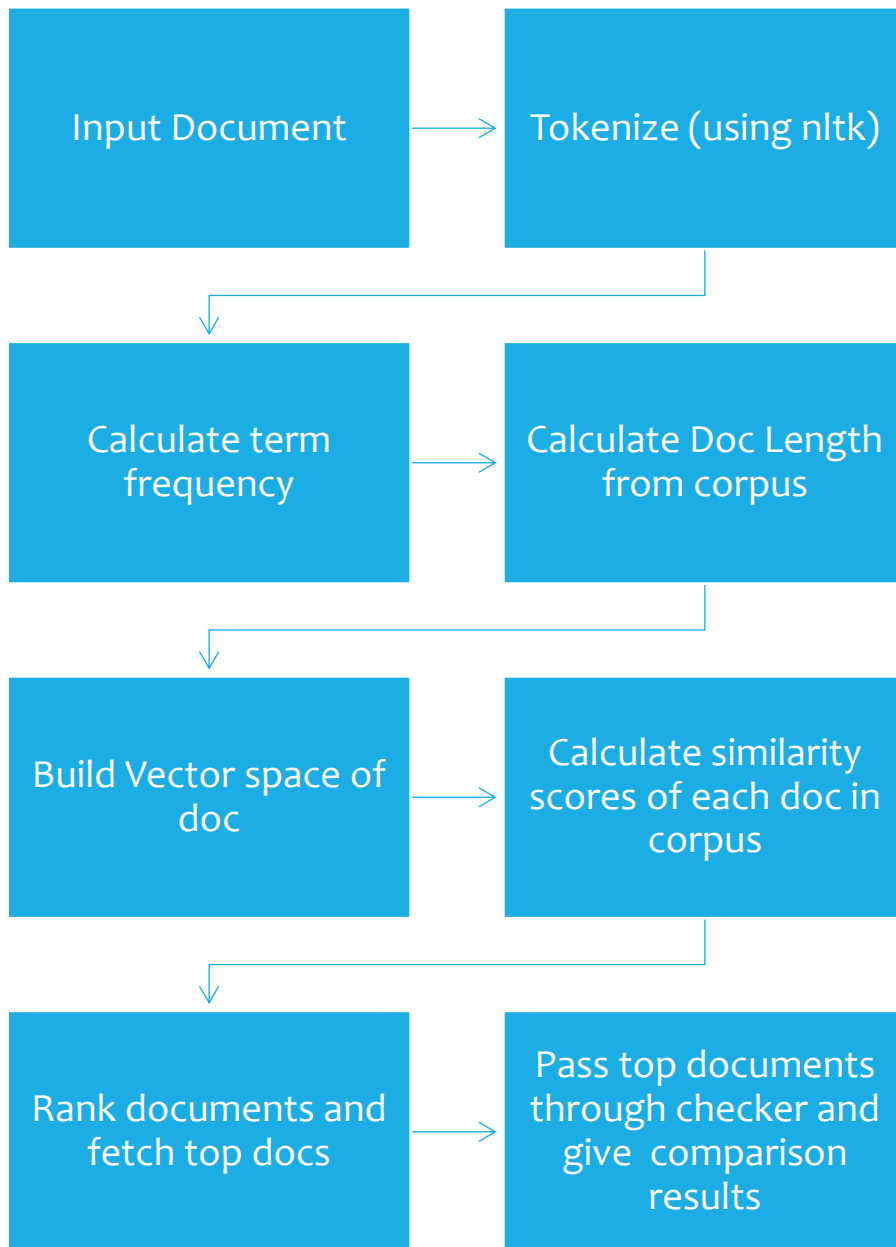 Input Document
Tokenize (using nltk)
Calculate term
frequency
Calculate Doc Length
from corpus
Build Vector space of
doc
Calculate similarity
scores of each doc in
corpus
Rank documents and
fetch top docs
Pass top documents
through checker and
give  comparison
results